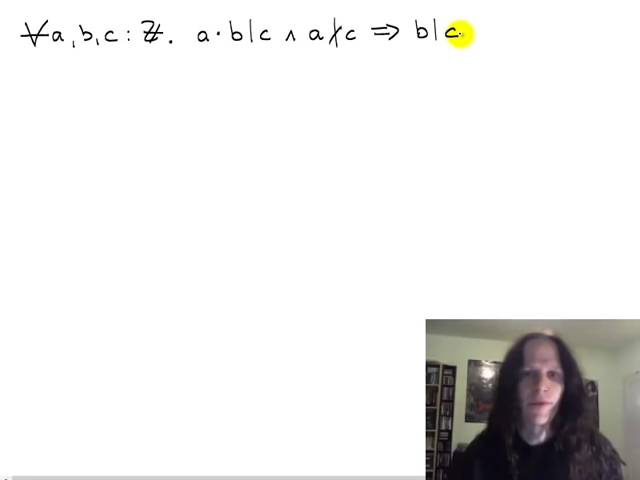 ∀a,b,c : ℤ. a · b | c ∧ a ∤ c ⇒ b | c